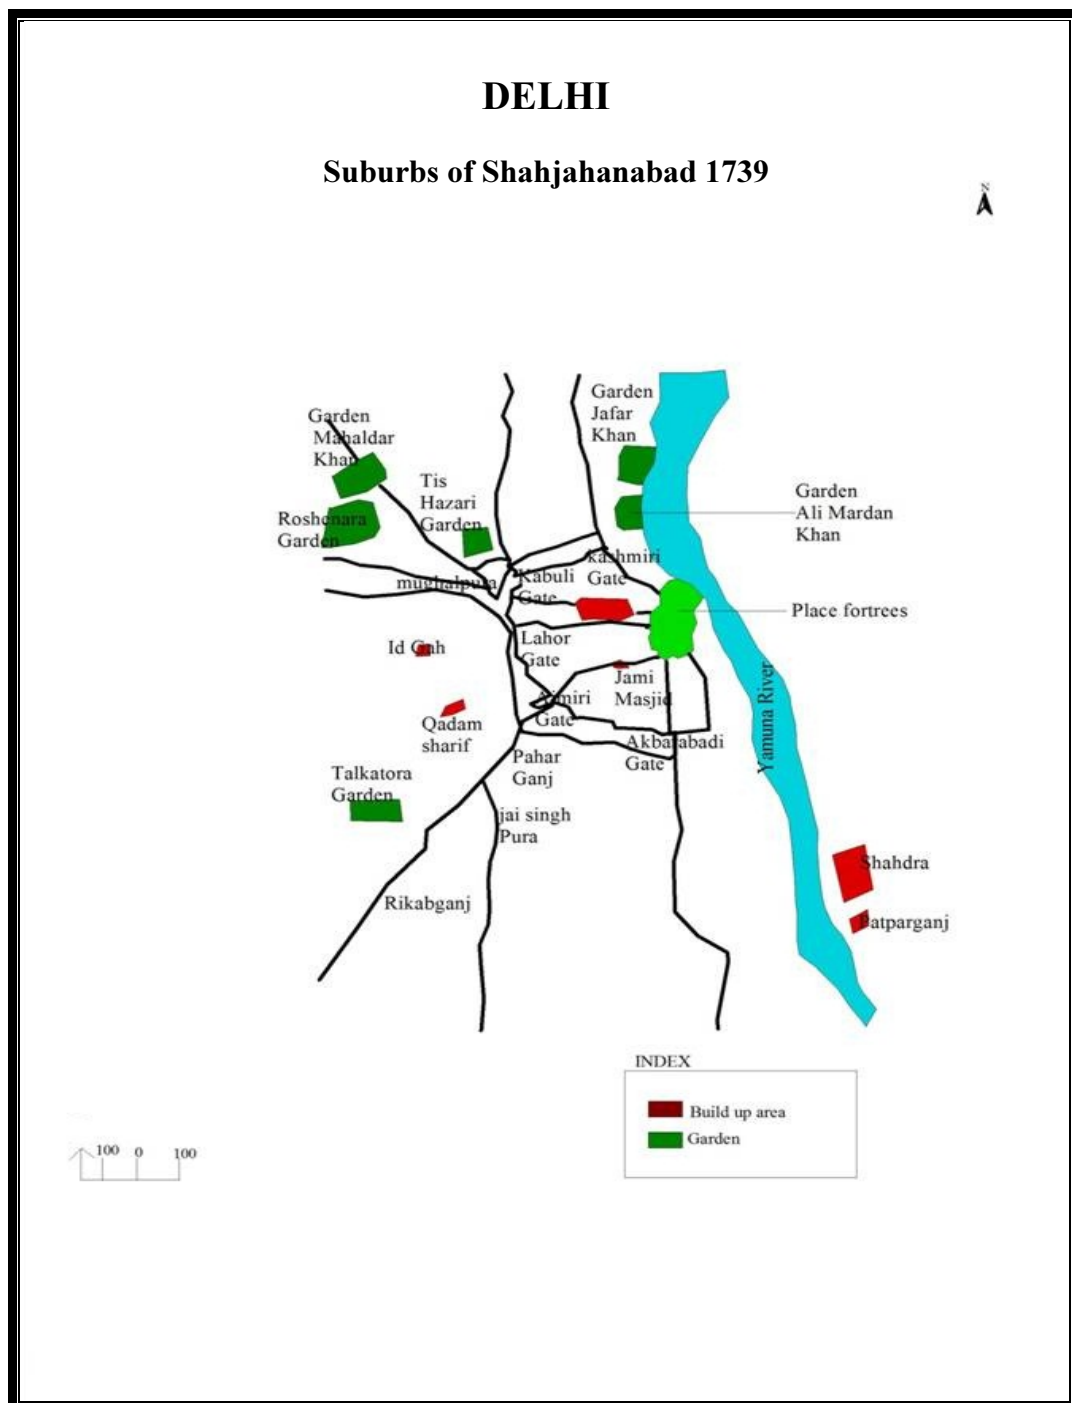 DELHI
Suburbs of Shahjahanabad 1739
N
Garden
Jafar
Khan
Garden
Mahaldar
Khan
Tis
Hazari
Garden
Garden
Ali Mardan
Khan
Roshenara
Garden
kashmiri
Gate
mughalpura
Kabuli
Gate
Place fortrees
Id Gah
Lahor
Gate
Jami
Masjid
Ajmiri
Gate
Yamuna River
Qadam
sharif
Akbarabadi
Gate
Pahar
Ganj
Talkatora
Garden
jai singh
Pura
Shahdra
Rikabganj
Patparganj
INDEX
Build up area
Garden
100 0 100